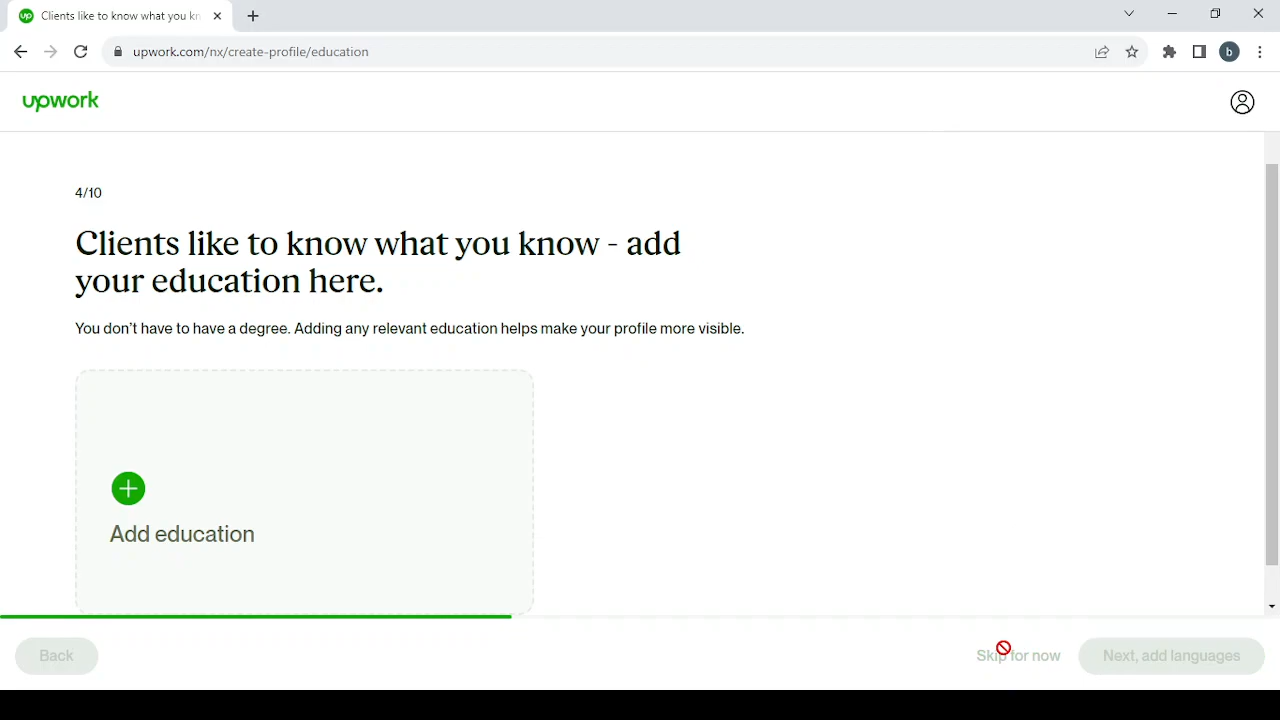 up Clients like to know what you kn
upwork.com/nx/create-profile/education
b
upwork
4/10
Clients like to know what you know - add
your education here.
You don’t have to have a degree. Adding any relevant education helps make your profile more visible.
Add education
Back
Skip for now
Next, add languages